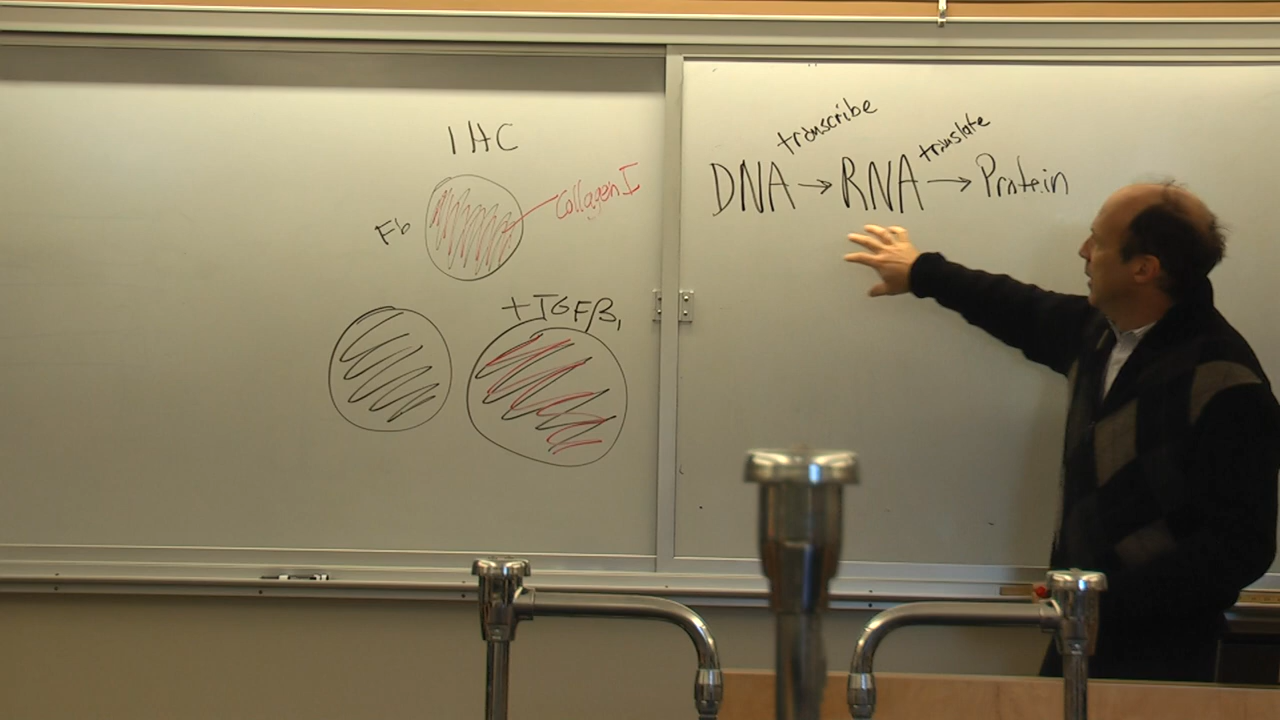 IHC
Collagen I
Fb
+TGFβ1
transcribe
translate
DNA → RNA → Protein